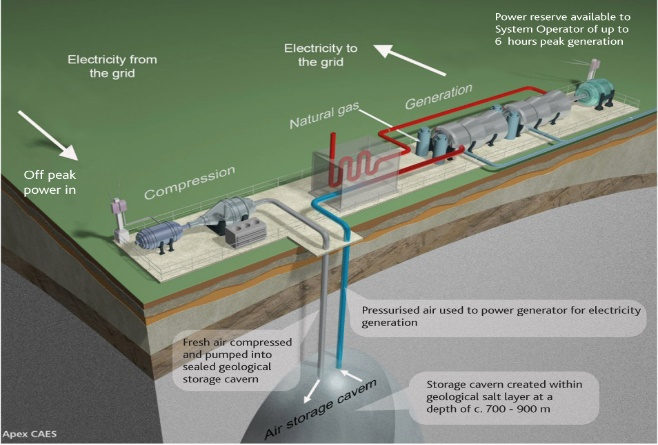 Power reserve available to
System Operator of up to
6 hours peak generation
Electricity from
the grid
Electricity to
the grid
Generation
Natural gas
Off peak
power in
Compression
Pressurised air used to power generator for electricity
generation
Fresh air compressed
and pumped into
sealed geological
storage cavern
Air storage cavern
Storage cavern created within
geological salt layer at a
depth of c. 700 - 900 m
Apex CAES